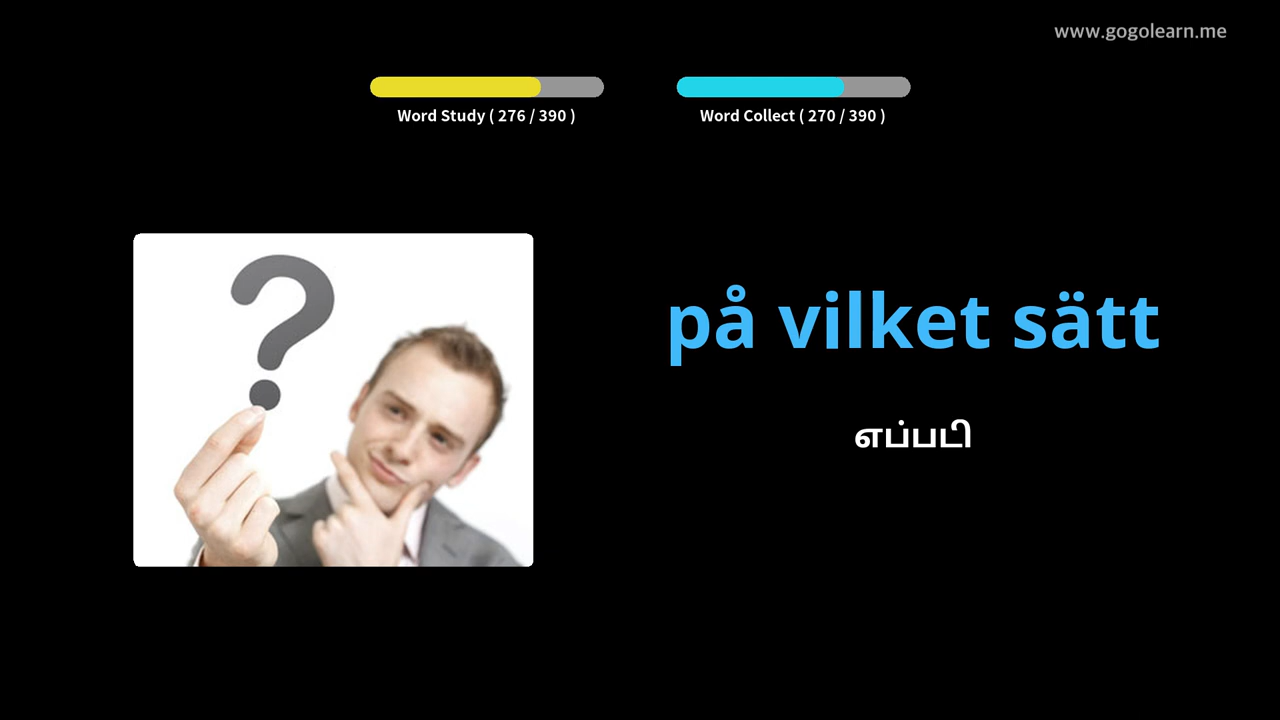 www.gogolearn.me
Word Study ( 276 / 390 )
Word Collect ( 270 / 390 )
på vilket sätt
எப்படி